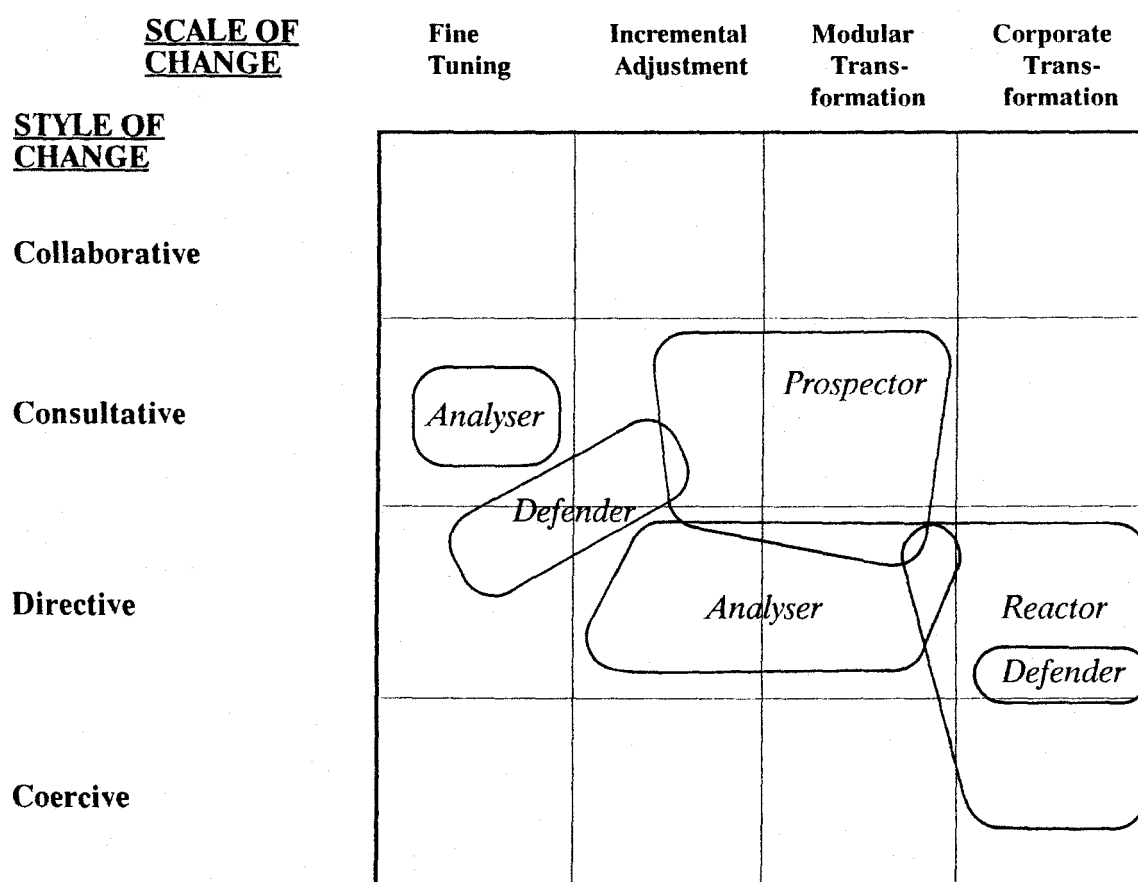 SCALE OF
CHANGE
Fine
Tuning
Incremental
Adjustment
Modular
Trans-
formation
Corporate
Trans-
formation
STYLE OF
CHANGE
Collaborative
Consultative
Analyser
Prospector
Defender
Directive
Analyser
Reactor
Defender
Coercive